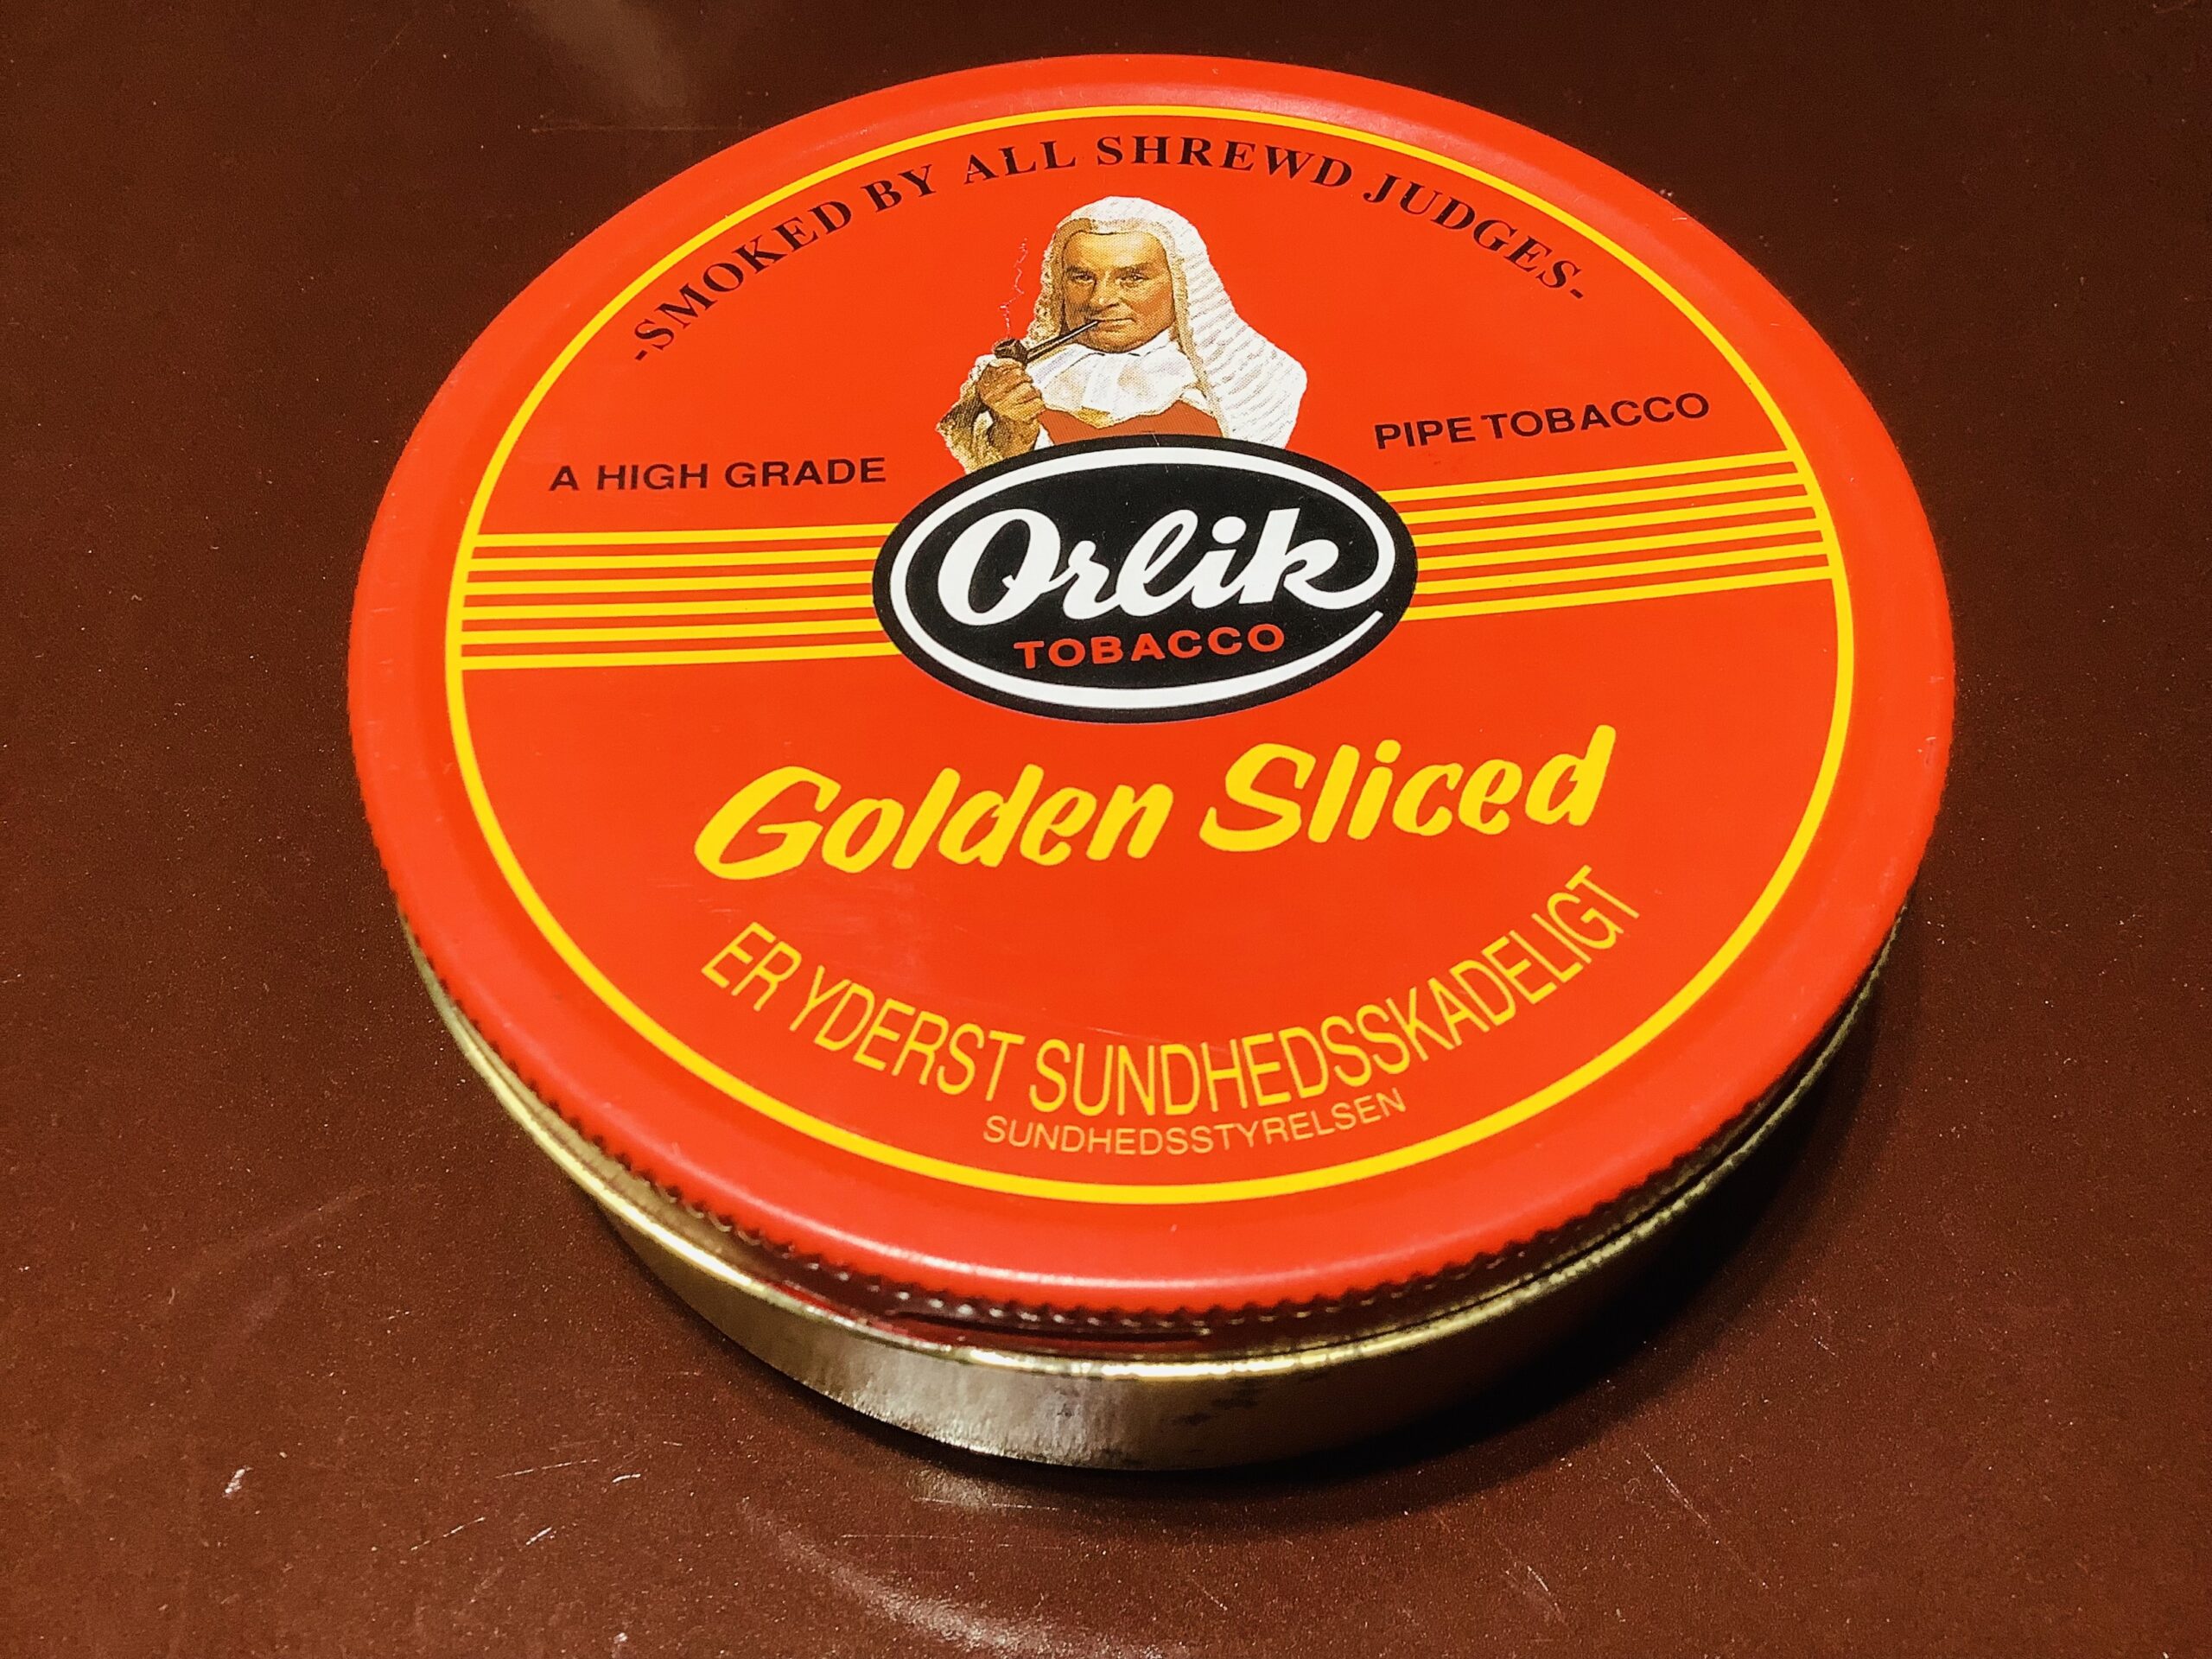 -SMOKED BY ALL SHREWD JUDGES-
A HIGH GRADE
PIPE TOBACCO
Orlik
TOBACCO
Golden Sliced
ER YDERST SUNDHEDSSKADELIGT
SUNDHEDSSTYRELSEN